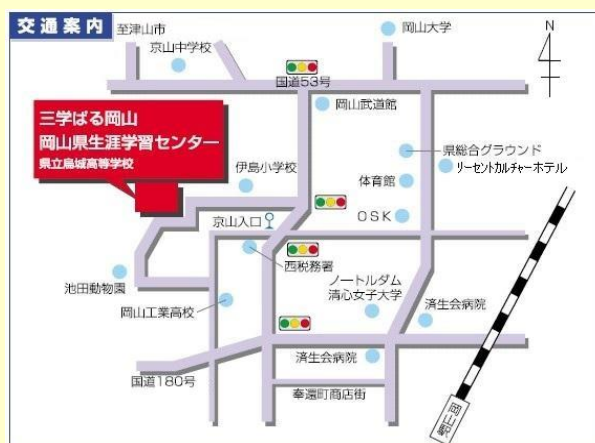 交通案内
至津山市
京山中学校
岡山大学
N
国道53号
岡山武道館
三学ぱる岡山
岡山県生涯学習センター
県立烏城高等学校
県総合グラウンド
リーセントカルチャーホテル
伊島小学校
体育館
京山入口
OSK
西税務署
池田動物園
ノートルダム
清心女子大学
岡山工業高校
済生会病院
済生会病院
国道180号
奉還町商店街
岡山駅